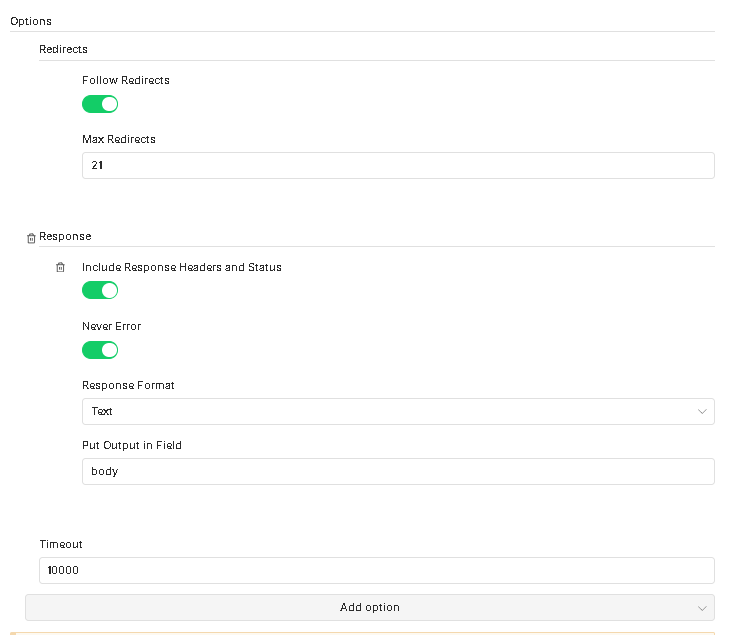 Options
Redirects
Follow Redirects
Max Redirects
21
Response
Include Response Headers and Status
Never Error
Response Format
Text
Put Output in Field
body
Timeout
10000
Add option